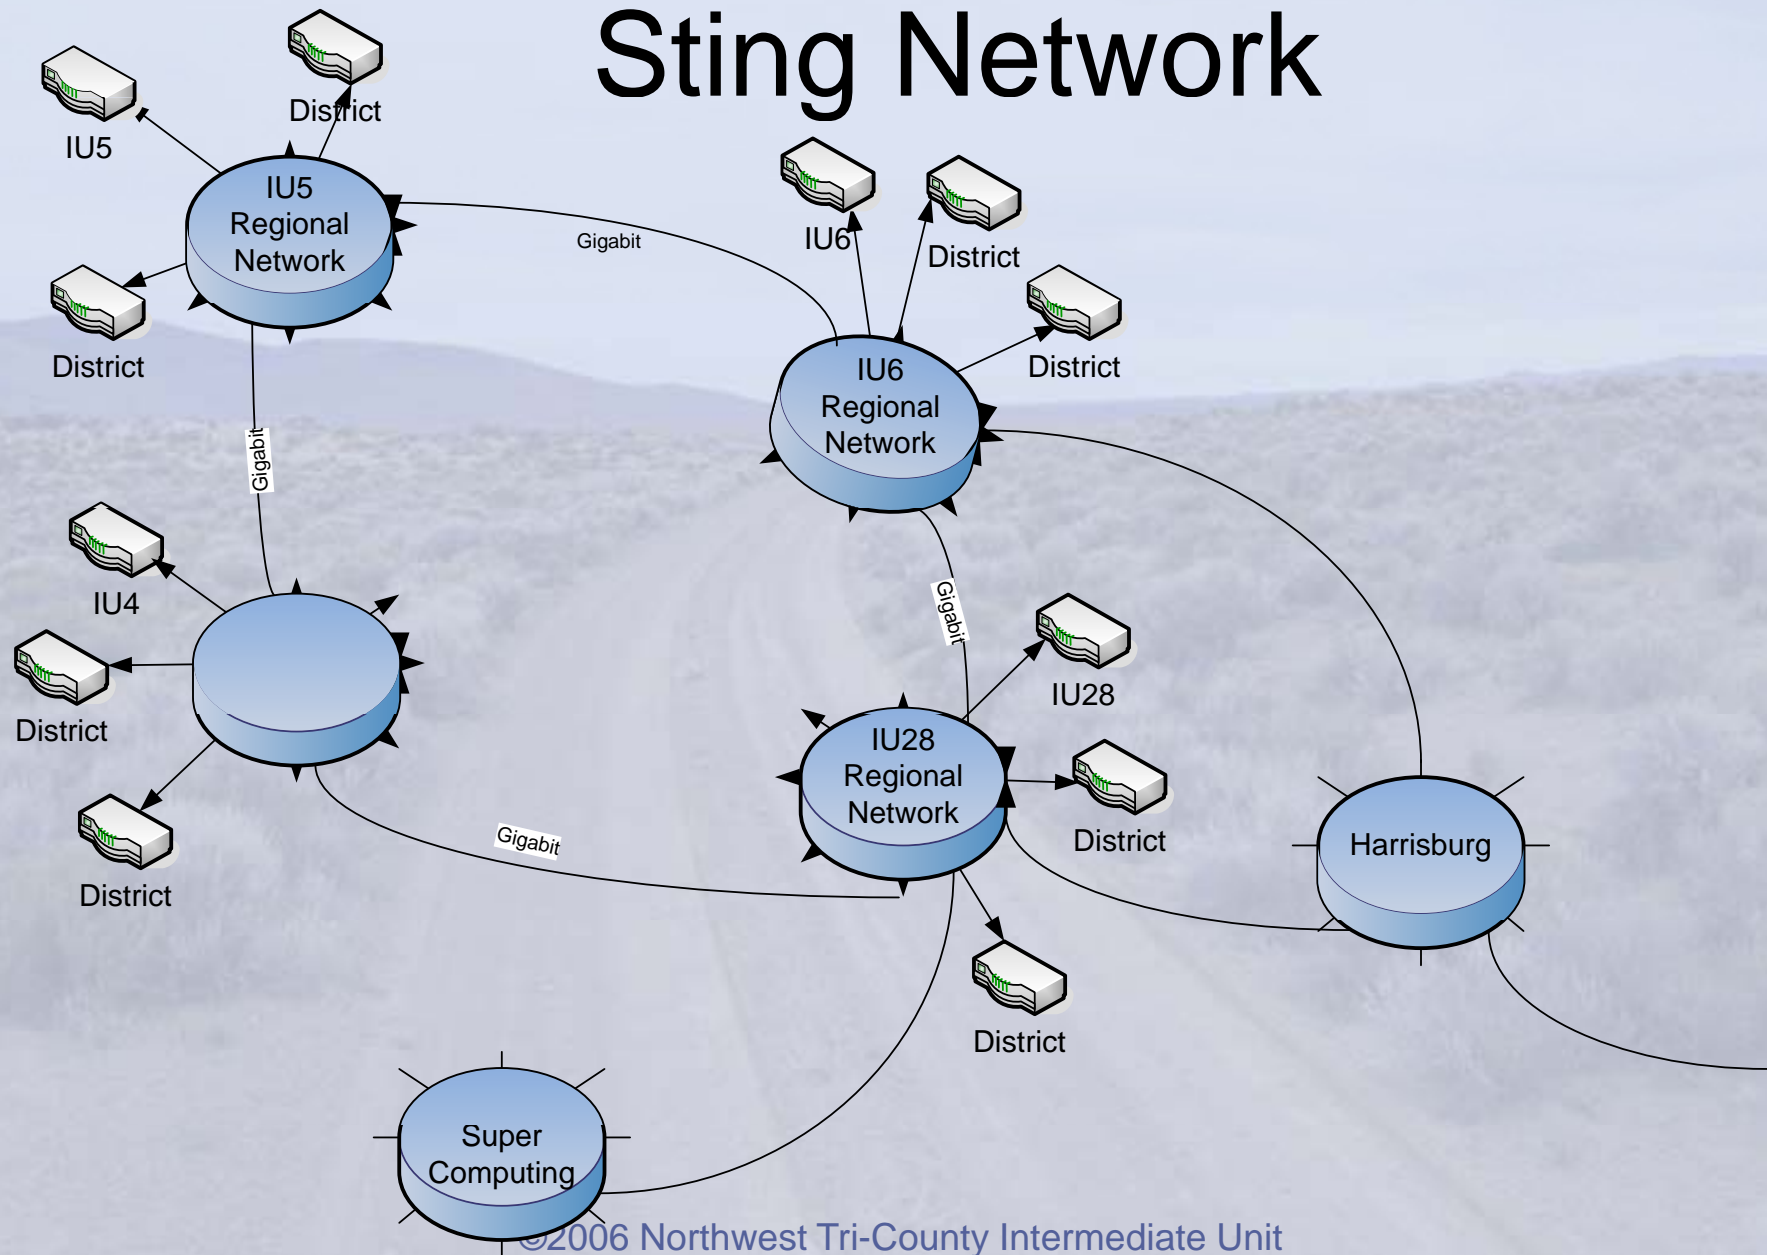 Sting Network
IU5
District
IU5
Regional
Network
District
Gigabit
IU6
District
District
IU6
Regional
Network
Gigabit
IU4
District
District
Gigabit
Gigabit
IU28
District
District
IU28
Regional
Network
Harrisburg
Super
Computing
©2006 Northwest Tri-County Intermediate Unit